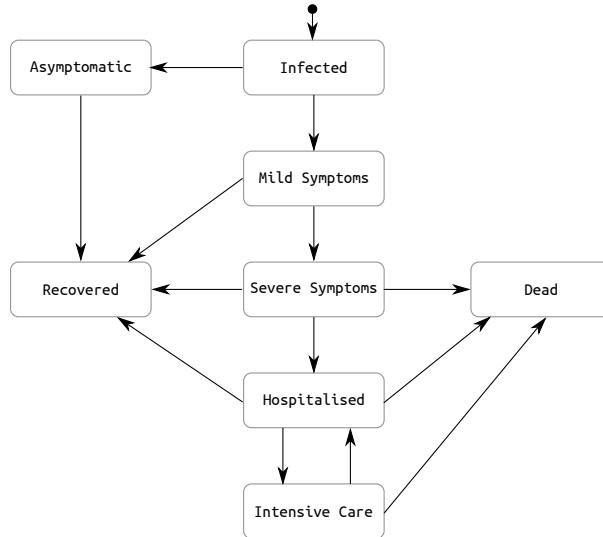 Asymptomatic
Infected
Mild Symptoms
Recovered
Severe Symptoms
Dead
Hospitalised
Intensive Care